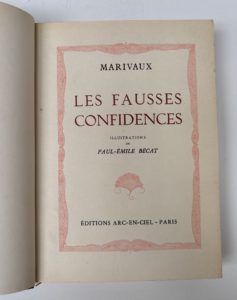 MARIVAUX
LES FAUSSES
CONFIDENCES
ILLUSTRATIONS
DE
PAUL-ÉMILE BÉCAT
ÉDITIONS ARC-EN-CIEL - PARIS